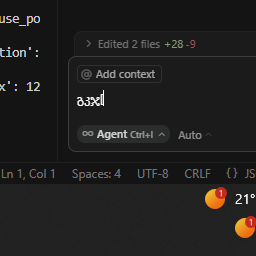 use_po
tion':
x': 12
> Edited 2 files +28 -9
@ Add context
∞ Agent Ctrl+I ^ Auto ^
Ln 1, Col 1 Spaces: 4 UTF-8 CRLF {} JS
1 21°
1